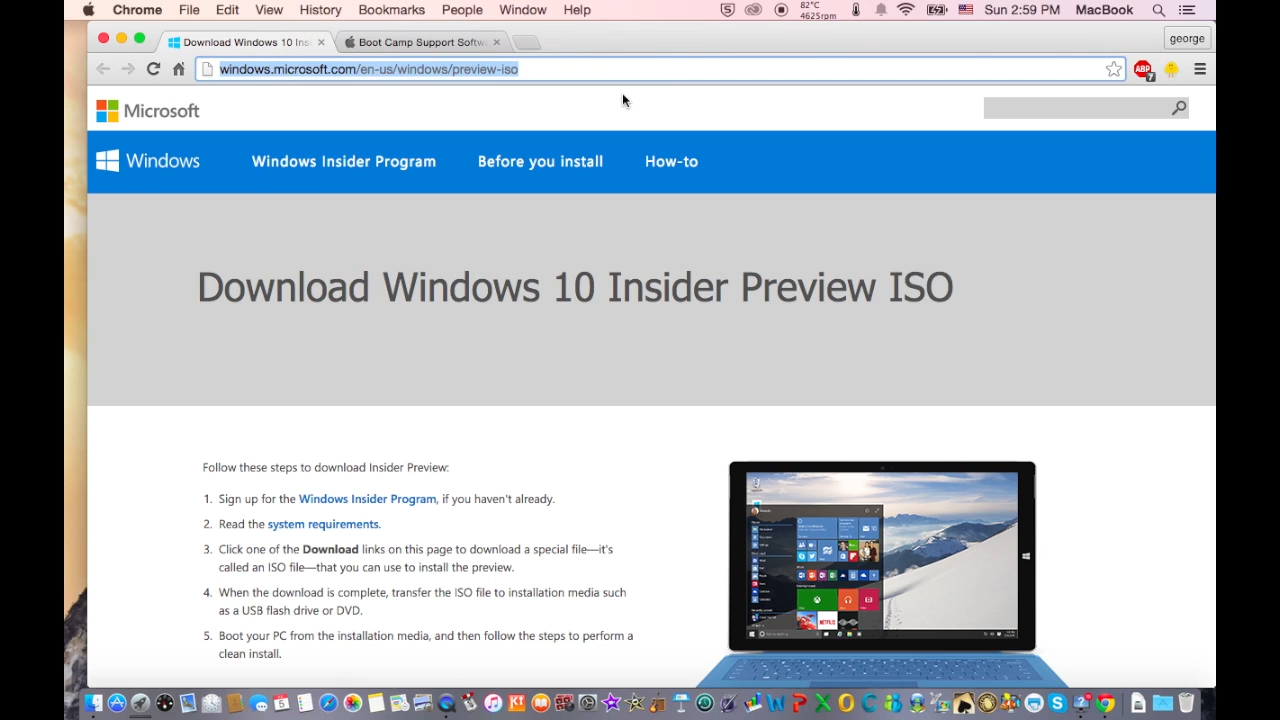 Chrome File Edit View History Bookmarks People Window Help 82°C 4625rpm Sun 2:59 PM MacBook
Download Windows 10 Ins Boot Camp Support Softwa george
windows.microsoft.com/en-us/windows/preview-iso ABP 7
Microsoft
Windows Windows Insider Program Before you install How-to
Download Windows 10 Insider Preview ISO
Follow these steps to download Insider Preview:
1. Sign up for the Windows Insider Program, if you haven't already.
2. Read the system requirements.
3. Click one of the Download links on this page to download a special file—it's
called an ISO file—that you can use to install the preview.
4. When the download is complete, transfer the ISO file to installation media such
as a USB flash drive or DVD.
5. Boot your PC from the installation media, and then follow the steps to perform a
clean install.
NETFLIX